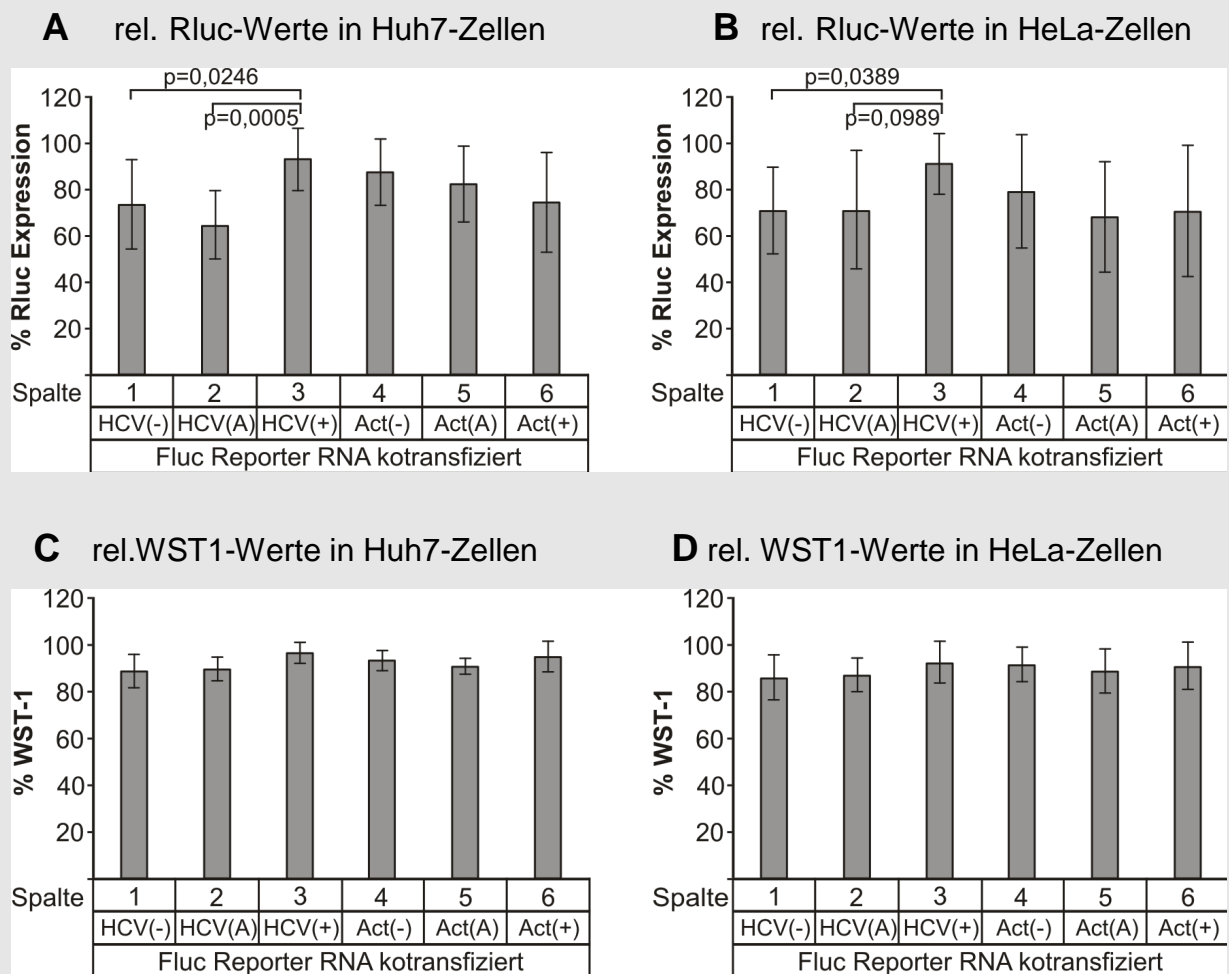 A rel. Rluc-Werte in Huh7-Zellen
p=0,0246
p=0,0005
% Rluc Expression
120
100
80
60
40
20
Spalte 1 2 3 4 5 6
HCV(-) HCV(A) HCV(+) Act(-) Act(A) Act(+)
Fluc Reporter RNA kotransfiziert
B rel. Rluc-Werte in HeLa-Zellen
p=0,0389
p=0,0989
% Rluc Expression
120
100
80
60
40
20
Spalte 1 2 3 4 5 6
HCV(-) HCV(A) HCV(+) Act(-) Act(A) Act(+)
Fluc Reporter RNA kotransfiziert
C rel.WST1-Werte in Huh7-Zellen
% WST-1
120
100
80
60
40
20
Spalte 1 2 3 4 5 6
HCV(-) HCV(A) HCV(+) Act(-) Act(A) Act(+)
Fluc Reporter RNA kotransfiziert
D rel. WST1-Werte in HeLa-Zellen
% WST-1
120
100
80
60
40
20
Spalte 1 2 3 4 5 6
HCV(-) HCV(A) HCV(+) Act(-) Act(A) Act(+)
Fluc Reporter RNA kotransfiziert